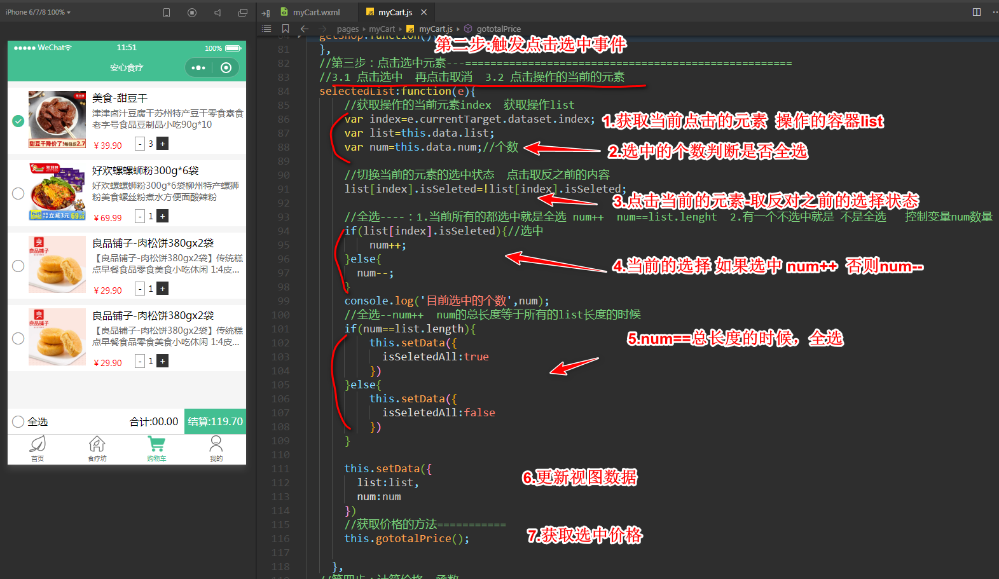 iPhone 6/7/8 100%
WeChat
11:51
100%
安心食疗
美食-甜豆干
津津卤汁豆腐干苏州特产豆干零食素食
老字号食品豆制品小吃90g*10
甜豆干降价了!每包仅2.7
¥39.90
- 3 +
好欢螺螺蛳粉300g*6袋
好欢螺螺蛳粉300g*6袋柳州特产螺狮
粉美食螺丝粉煮水方便面酸辣粉
立减3元
¥69.99
- 1 +
良品铺子-肉松饼380gx2袋
良品铺子
【良品铺子-肉松饼380gx2袋】传统糕
点早餐食品零食美食小吃休闲 1:4皮...
¥29.90
- 1 +
良品铺子-肉松饼380gx2袋
良品铺子
【良品铺子-肉松饼380gx2袋】传统糕
点早餐食品零食美食小吃休闲 1:4皮...
¥29.90
- 1 +
全选
合计:00.00
结算:119.70
首页
食疗坊
购物车
我的
myCart.wxml
JS myCart.js
pages myCart JS myCart.js gototalPrice
getShop:function(){
第二步:触发点击选中事件
81 },
82 //第三步:点击选中元素---====================================================
83 //3.1 点击选中  再点击取消  3.2 点击操作的当前的元素
84 selectedList:function(e){
85 //获取操作的当前元素index  获取操作list
86 var index=e.currentTarget.dataset.index;
1.获取当前点击的元素 操作的容器list
87 var list=this.data.list;
88 var num=this.data.num;//个数
2.选中的个数判断是否全选
89
90 //切换当前的元素的选中状态  点击取反之前的内容
91 list[index].isSeleted=!list[index].isSeleted;
3.点击当前的元素-取反对之前的选择状态
92
93 //全选----:1.当前所有的都选中就是全选 num++  num==list.lenght  2.有一个不选中就是 不是全选   控制变量num数量
94 if(list[index].isSeleted){//选中
95 num++;
96 }else{
4.当前的选择 如果选中 num++ 否则num--
97 num--;
98 }
99 console.log('目前选中的个数',num);
100 //全选--num++  num的总长度等于所有的list长度的时候
101 if(num==list.length){
5.num==总长度的时候，全选
102 this.setData({
103 isSeletedAll:true
104 })
105 }else{
106 this.setData({
107 isSeletedAll:false
108 })
109 }
110
111 this.setData({
6.更新视图数据
112 list:list,
113 num:num
114 })
115 //获取价格的方法===========
116 this.gototalPrice();
7.获取选中价格
117
118 },
//第四步:计算价格  函数